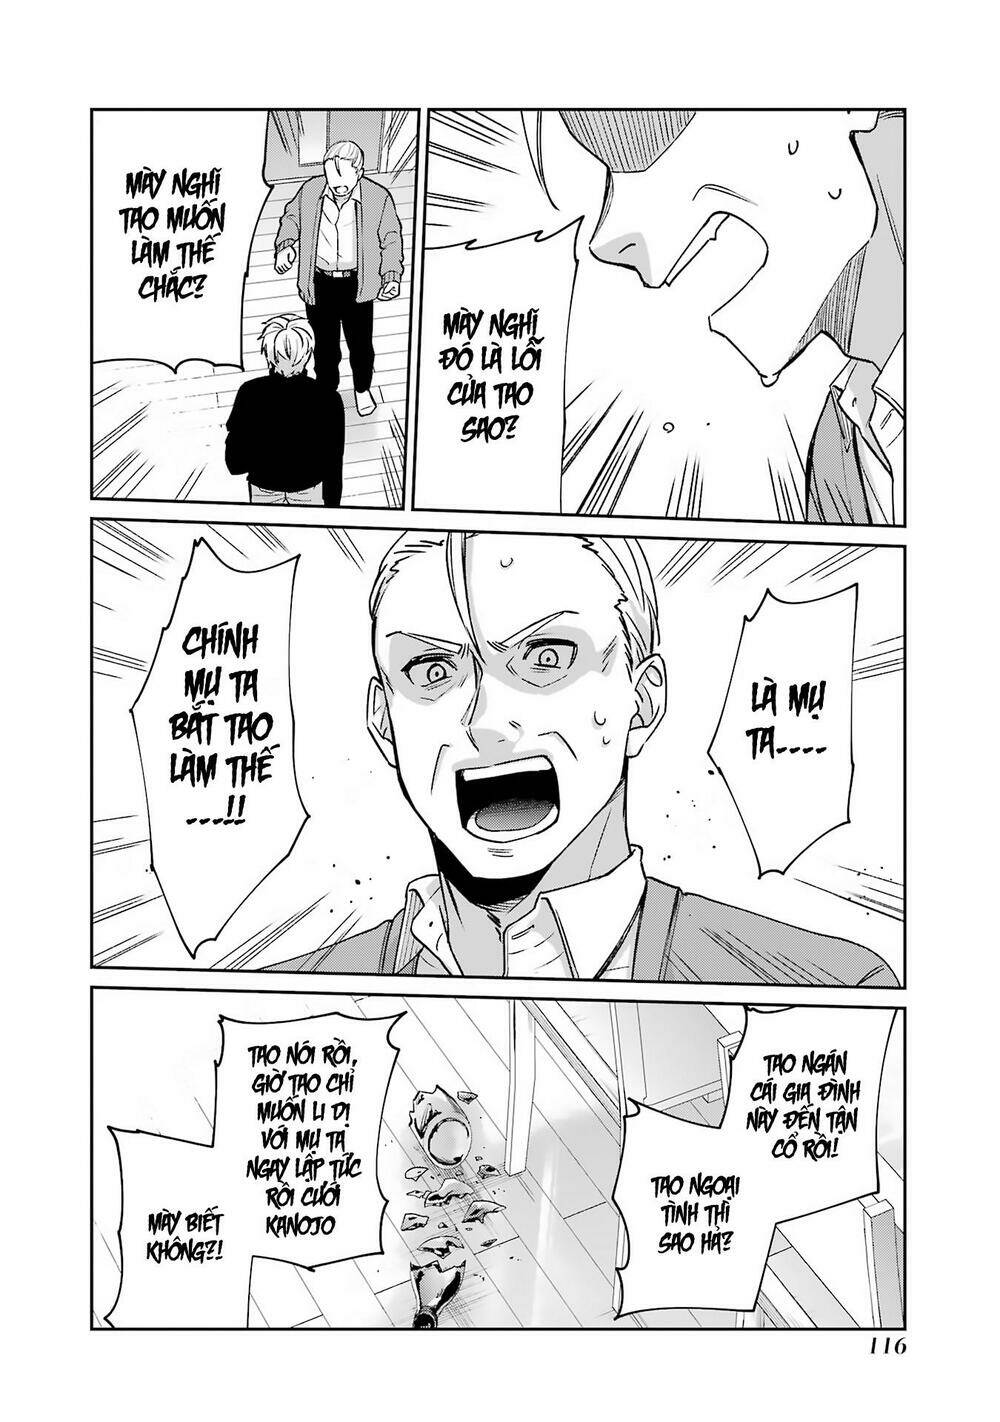 MÀY NGHĨ
ĐÓ LÀ LỖI
CỦA TAO
SAO?
MÀY NGHĨ
TAO MUỐN
LÀM THẾ
CHẮC?
LÀ MỤ
TA....
CHÍNH
MỤ TA
BẮT TAO
LÀM THẾ
...!!
TAO NGÁN
CÁI GIA ĐÌNH
NÀY ĐẾN TẬN
CỔ RỒI!
TAO NGOẠI
TÌNH THÌ
SAO HẢ?
TAO NÓI RỒI,
GIỜ TAO CHỈ
MUỐN LI DỊ
VỚI MỤ TA
NGAY LẬP TỨC
RỒI CƯỚI
KANOJO
MÀY BIẾT
KHÔNG?!
116